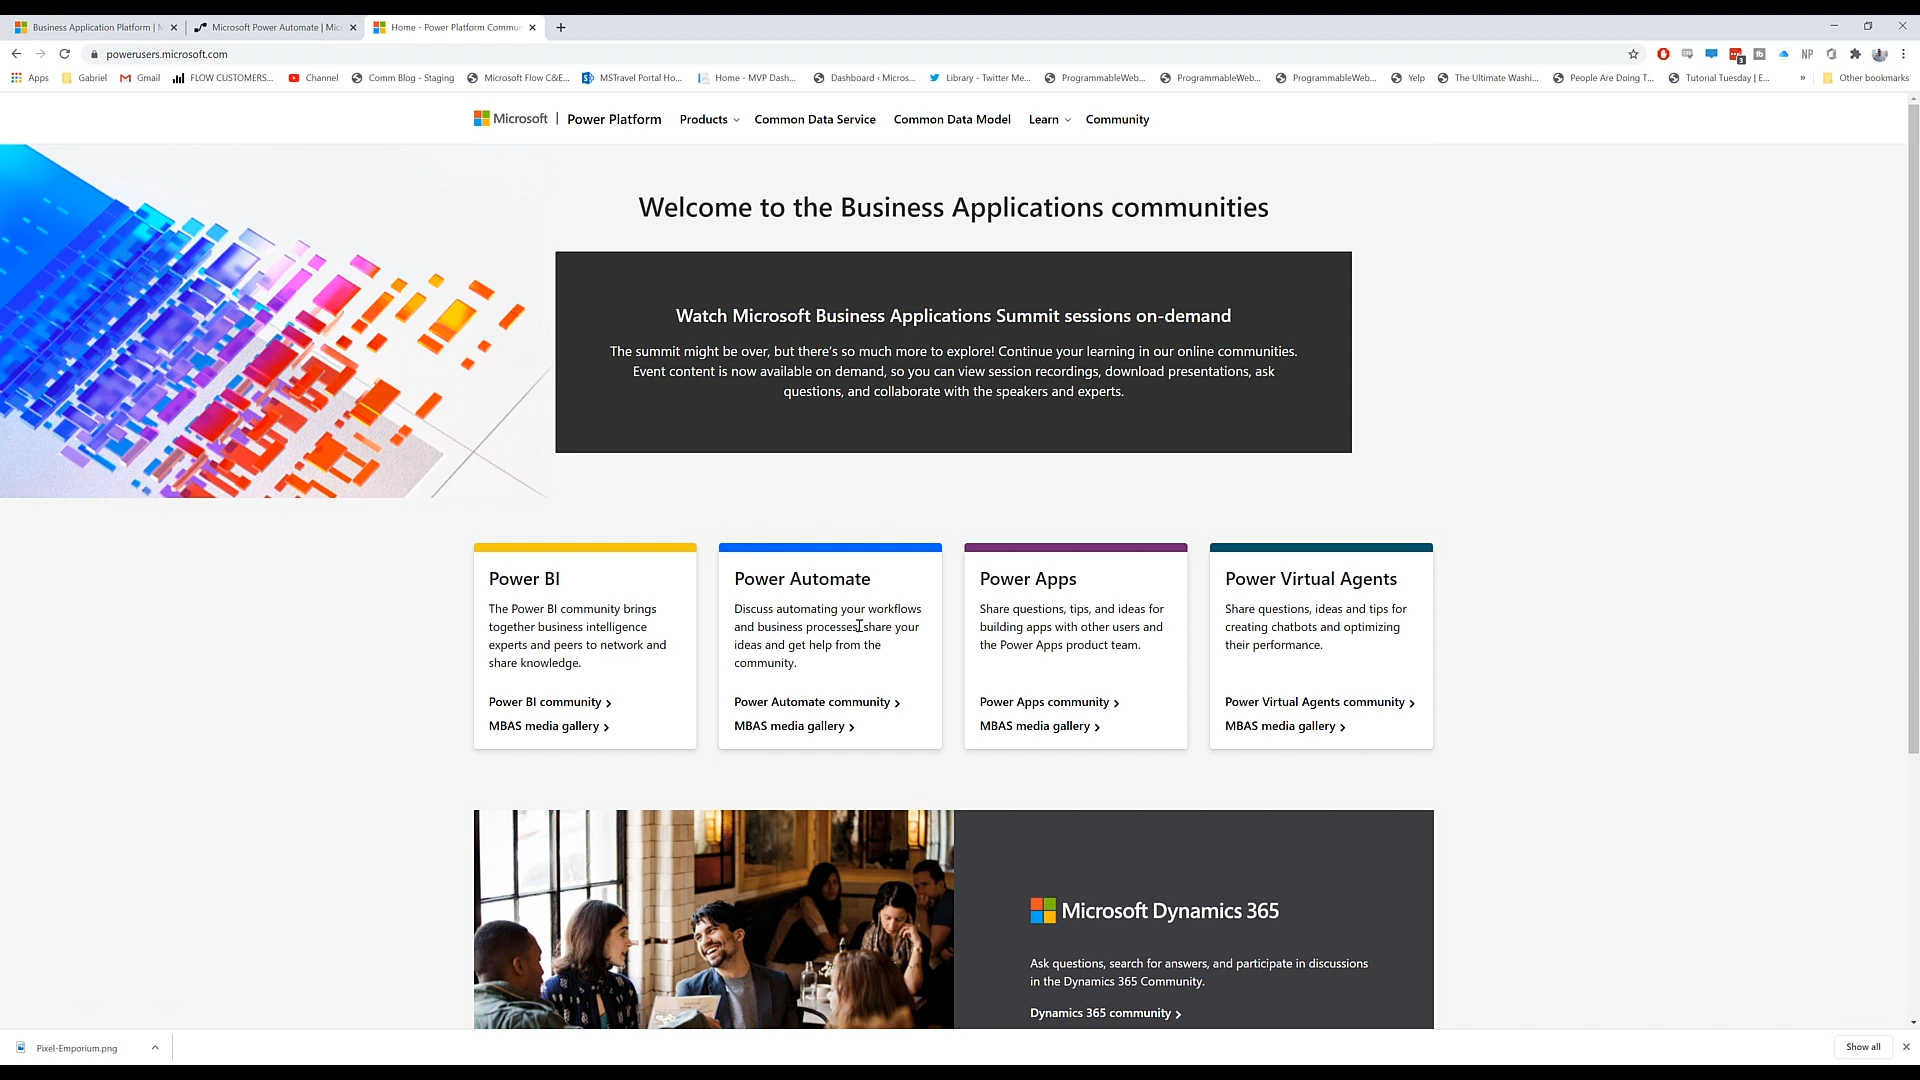 Business Application Platform |
Microsoft Power Automate | Mic
Home - Power Platform Commu
powerusers.microsoft.com
3
NP
Apps
Gabriel
Gmail
FLOW CUSTOMERS...
Channel
Comm Blog - Staging
Microsoft Flow C&E...
MSTravel Portal Ho...
Home - MVP Dash...
Dashboard ‹ Micros...
Library - Twitter Me...
ProgrammableWeb...
ProgrammableWeb...
ProgrammableWeb...
Yelp
The Ultimate Washi...
People Are Doing T...
Tutorial Tuesday | E...
»
Other bookmarks
Microsoft | Power Platform
Products
Common Data Service
Common Data Model
Learn
Community
Welcome to the Business Applications communities
Watch Microsoft Business Applications Summit sessions on-demand
The summit might be over, but there's so much more to explore! Continue your learning in our online communities.
Event content is now available on demand, so you can view session recordings, download presentations, ask
questions, and collaborate with the speakers and experts.
Power BI
The Power BI community brings
together business intelligence
experts and peers to network and
share knowledge.
Power BI community
MBAS media gallery
Power Automate
Discuss automating your workflows
and business processes, share your
ideas and get help from the
community.
Power Automate community
MBAS media gallery
Power Apps
Share questions, tips, and ideas for
building apps with other users and
the Power Apps product team.
Power Apps community
MBAS media gallery
Power Virtual Agents
Share questions, ideas and tips for
creating chatbots and optimizing
their performance.
Power Virtual Agents community
MBAS media gallery
Microsoft Dynamics 365
Ask questions, search for answers, and participate in discussions
in the Dynamics 365 Community.
Dynamics 365 community
Pixel-Emporium.png
Show all